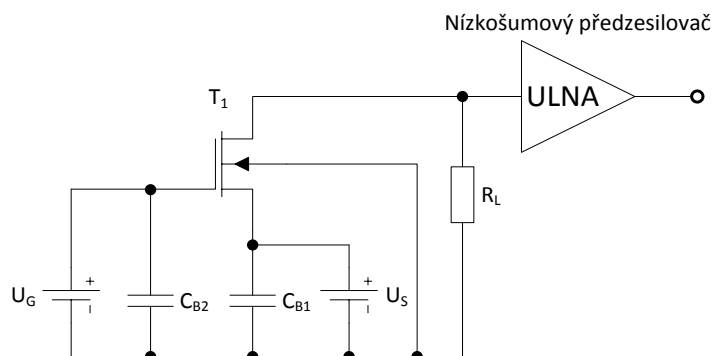 Nízkošumový předzesilovač
ULNA
T1
RL
+
UG
I
CB2
CB1
+
US
I